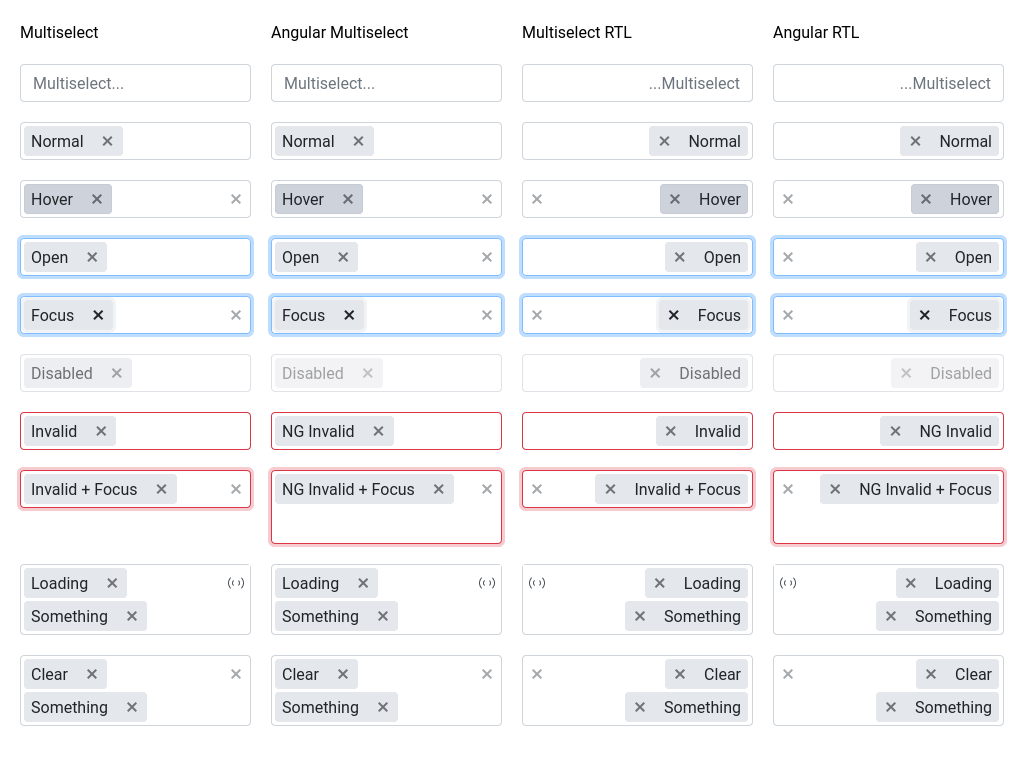 Multiselect Angular Multiselect Multiselect RTL Angular RTL
Multiselect... Multiselect... ...Multiselect ...Multiselect
Normal Normal Normal Normal
Hover Hover Hover Hover
Open Open Open Open
Focus Focus Focus Focus
Disabled Disabled Disabled Disabled
Invalid NG Invalid Invalid NG Invalid
Invalid + Focus NG Invalid + Focus Invalid + Focus NG Invalid + Focus
Loading Loading Loading Loading
Something Something Something Something
Clear Clear Clear Clear
Something Something Something Something